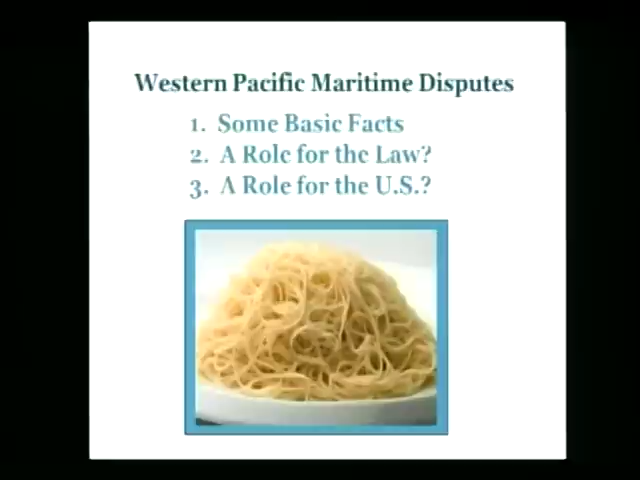 Western Pacific Maritime Disputes
1. Some Basic Facts
2. A Role for the Law?
3. A Role for the U.S.?